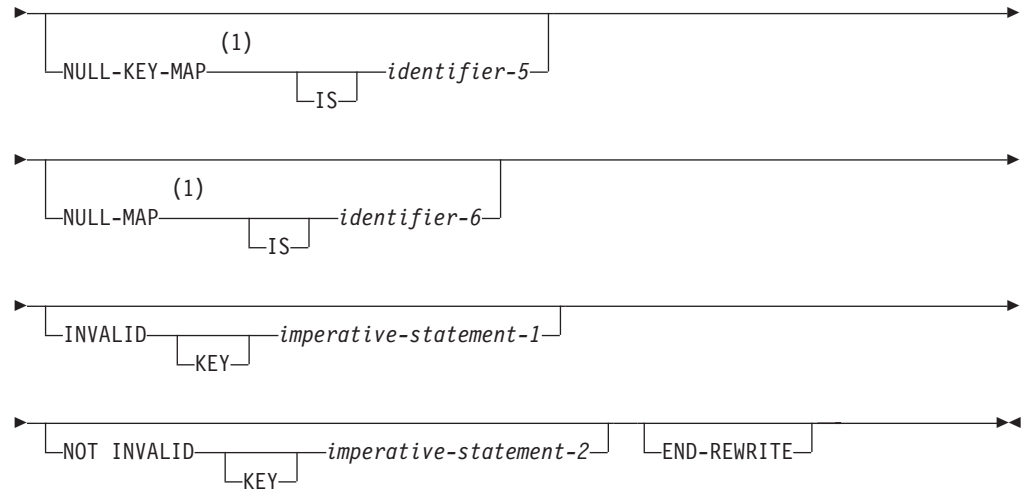 (1)
NULL-KEY-MAP identifier-5
IS
(1)
NULL-MAP identifier-6
IS
INVALID imperative-statement-1
KEY
NOT INVALID imperative-statement-2 END-REWRITE
KEY